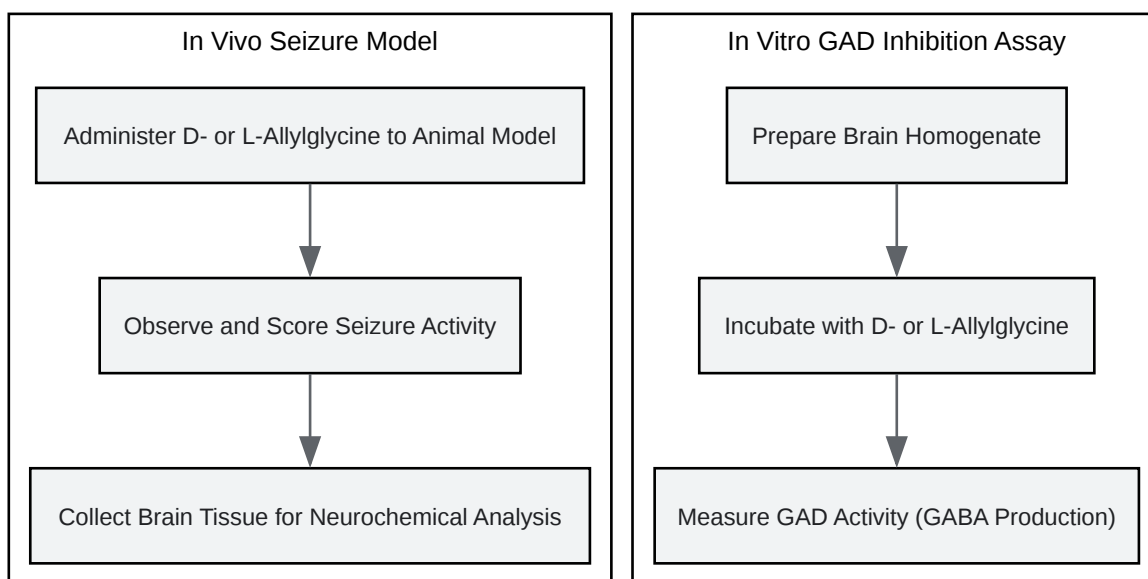 In Vivo Seizure Model
Administer D- or L-Allylglycine to Animal Model
Observe and Score Seizure Activity
Collect Brain Tissue for Neurochemical Analysis
In Vitro GAD Inhibition Assay
Prepare Brain Homogenate
Incubate with D- or L-Allylglycine
Measure GAD Activity (GABA Production)